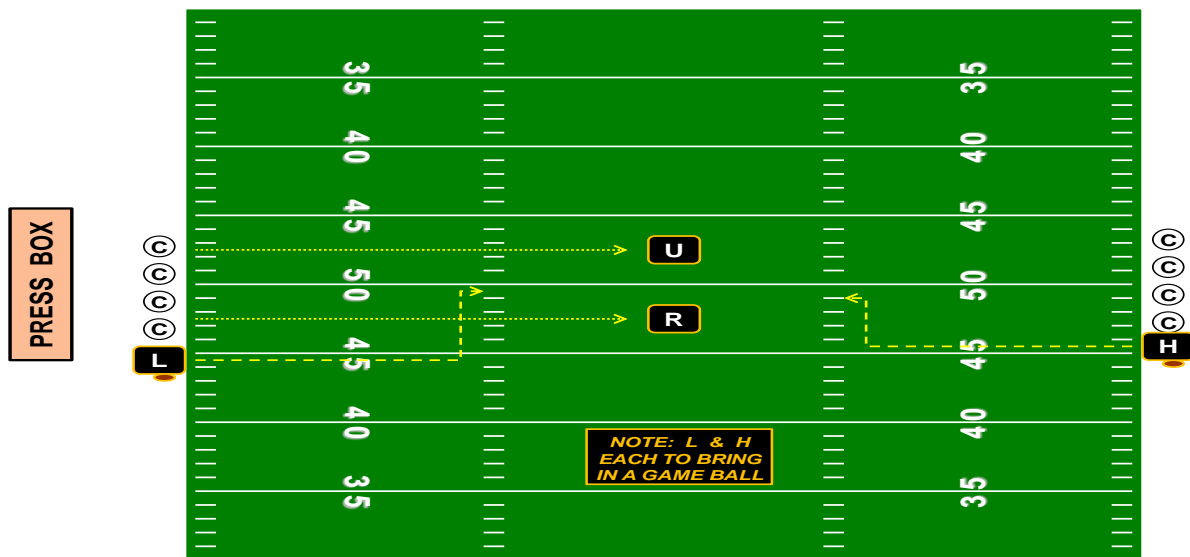 35 35
40 40
45 45
PRESS BOX
C U C
C C
50 50
C C
C R C
L H
45 45
40 40
NOTE: L & H
EACH TO BRING
IN A GAME BALL
35 35